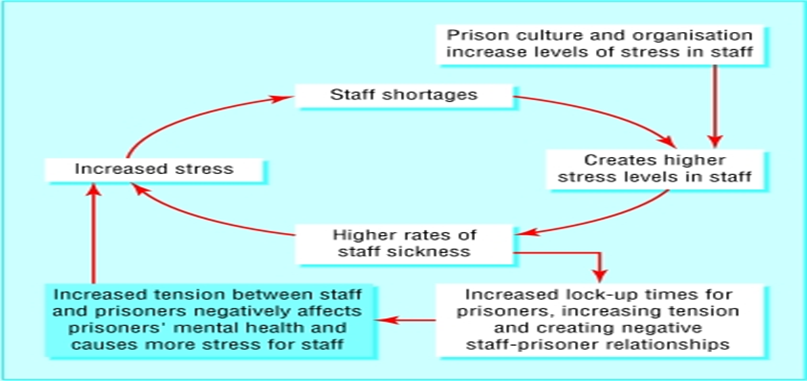 Prison culture and organisation
increase levels of stress in staff
Staff shortages
Creates higher
stress levels in staff
Increased stress
Higher rates of
staff sickness
Increased tension between staff
and prisoners negatively affects
prisoners' mental health and
causes more stress for staff
Increased lock-up times for
prisoners, increasing tension
and creating negative
staff-prisoner relationships